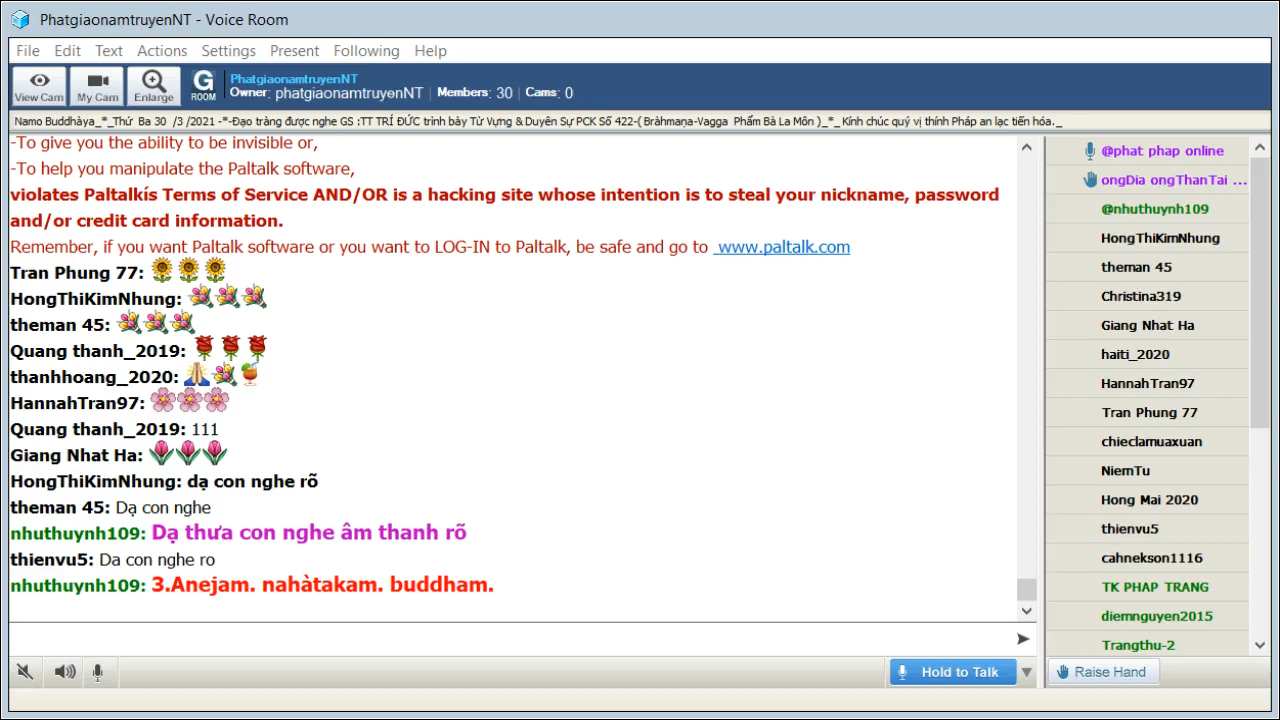 PhatgiaonamtruyenNT - Voice Room
File Edit Text Actions Settings Present Following Help
View Cam My Cam Enlarge G ROOM
PhatgiaonamtruyenNT
Owner: phatgiaonamtruyenNT | Members: 30 | Cams: 0
Namo Buddhàya_*_Thứ Ba 30 /3 /2021 -*-Đạo tràng được nghe GS :TT TRÍ ĐỨC trình bày Từ Vựng & Duyên Sự PCK Số 422-( Bràhmaṇa-Vagga Phẩm Bà La Môn )_*_ Kính chúc quý vị thính Pháp an lạc tiến hóa._
-To give you the ability to be invisible or,
-To help you manipulate the Paltalk software,
violates Paltalkís Terms of Service AND/OR is a hacking site whose intention is to steal your nickname, password
and/or credit card information.
Remember, if you want Paltalk software or you want to LOG-IN to Paltalk, be safe and go to www.paltalk.com
Tran Phung 77:
HongThiKimNhung:
theman 45:
Quang thanh_2019:
thanhhoang_2020:
HannahTran97:
Quang thanh_2019: 111
Giang Nhat Ha:
HongThiKimNhung: dạ con nghe rõ
theman 45: Dạ con nghe
nhuthuynh109: Dạ thưa con nghe âm thanh rõ
thienvu5: Da con nghe ro
nhuthuynh109: 3.Anejam. nahàtakam. buddham.
@phat phap online
ongDia ongThanTai ...
@nhuthuynh109
HongThiKimNhung
theman 45
Christina319
Giang Nhat Ha
haiti_2020
HannahTran97
Tran Phung 77
chieclamuaxuan
NiemTu
Hong Mai 2020
thienvu5
cahnekson1116
TK PHAP TRANG
diemnguyen2015
Trangthu-2
Hold to Talk
Raise Hand